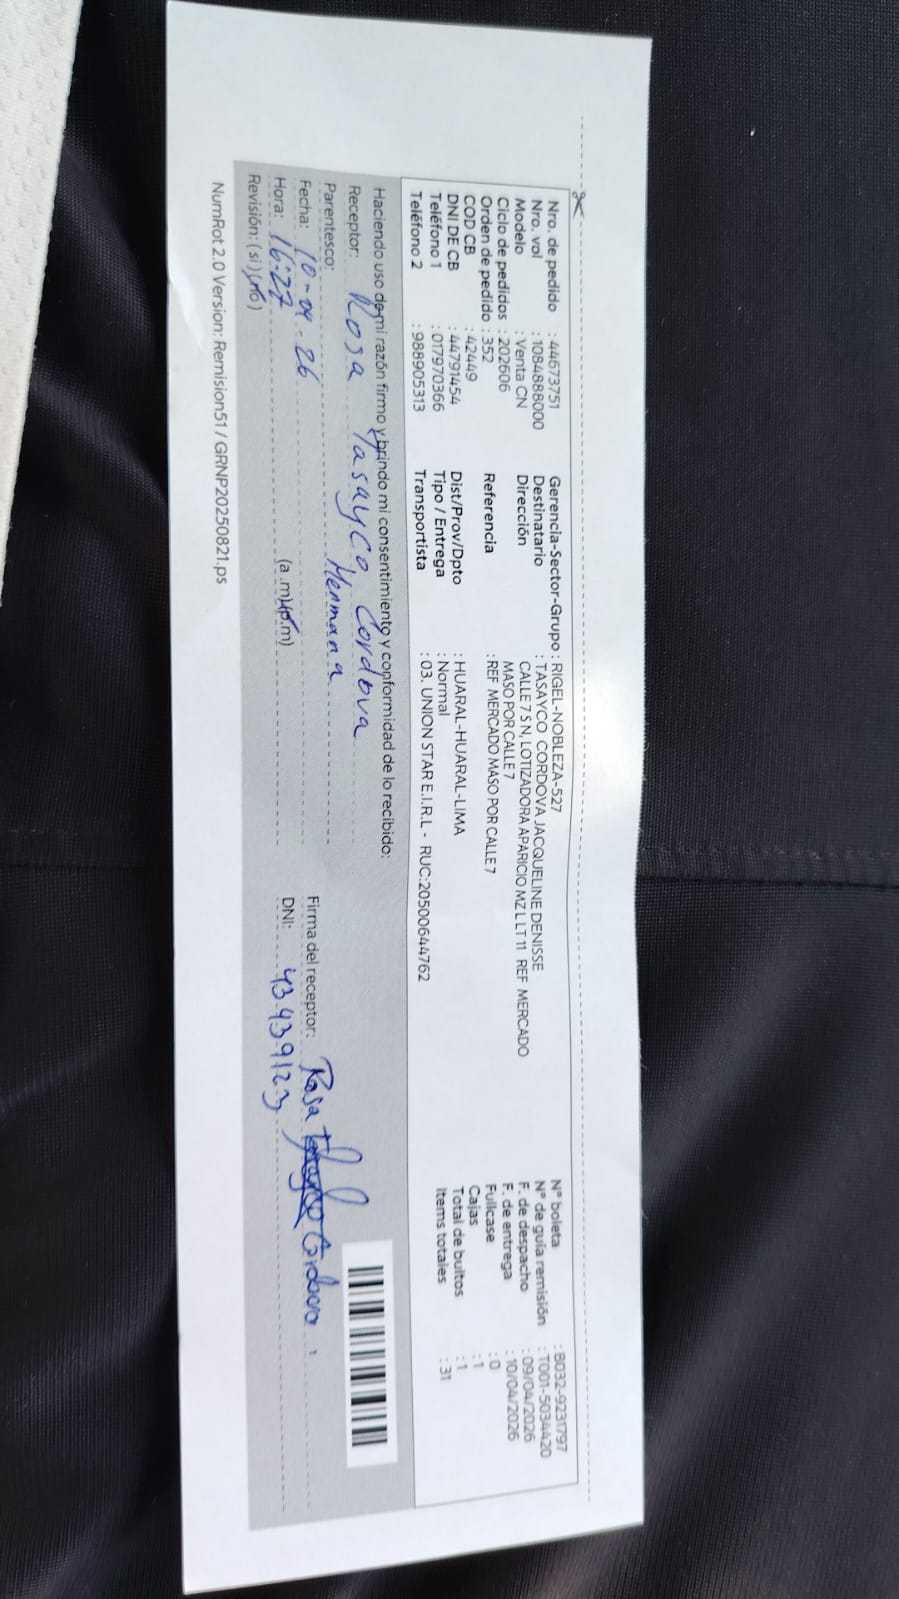 Nro. de pedido : 44673751 Gerencia-Sector-Grupo : RIGEL-NOBLEZA-527 N° boleta : B032-9231797
Nro. vol : 1084888000 Destinatario : TASAYCO CORDOVA JACQUELINE DENISSE N° de guía remisión : T001-5034420
Modelo : Venta CN Dirección CALLE 7 S N, LOTIZADORA APARICIO MZ L LT 11 REF MERCADO F. de despacho : 09/04/2026
Ciclo de pedidos : 202606 MASO POR CALLE 7 F. de entrega : 10/04/2026
Orden de pedido : 352 Referencia : REF MERCADO MASO POR CALLE 7 Fullcase : 0
COD CB : 42449 Cajas : 1
DNI DE CB : 44791454 Dist/Prov/Dpto : HUARAL-HUARAL-LIMA Total de bultos : 1
Teléfono 1 : 017970366 Tipo / Entrega : Normal Items totales : 31
Teléfono 2 : 988905313 Transportista : 03. UNION STAR E.I.R.L - RUC:20500644762
Haciendo uso de mi razón firmo y brindo mi consentimiento y conformidad de lo recibido:
Receptor: Rosa Tasayco Cordova
Parentesco: Hermana
Fecha: 10-04-26 Firma del receptor: Rosa Cordova
Hora: 16:27 (a.m) (p.m) DNI: 43439123
Revisión: (si) (no)
NumRot 2.0 Version: Remision51 / GRNP20250821.ps